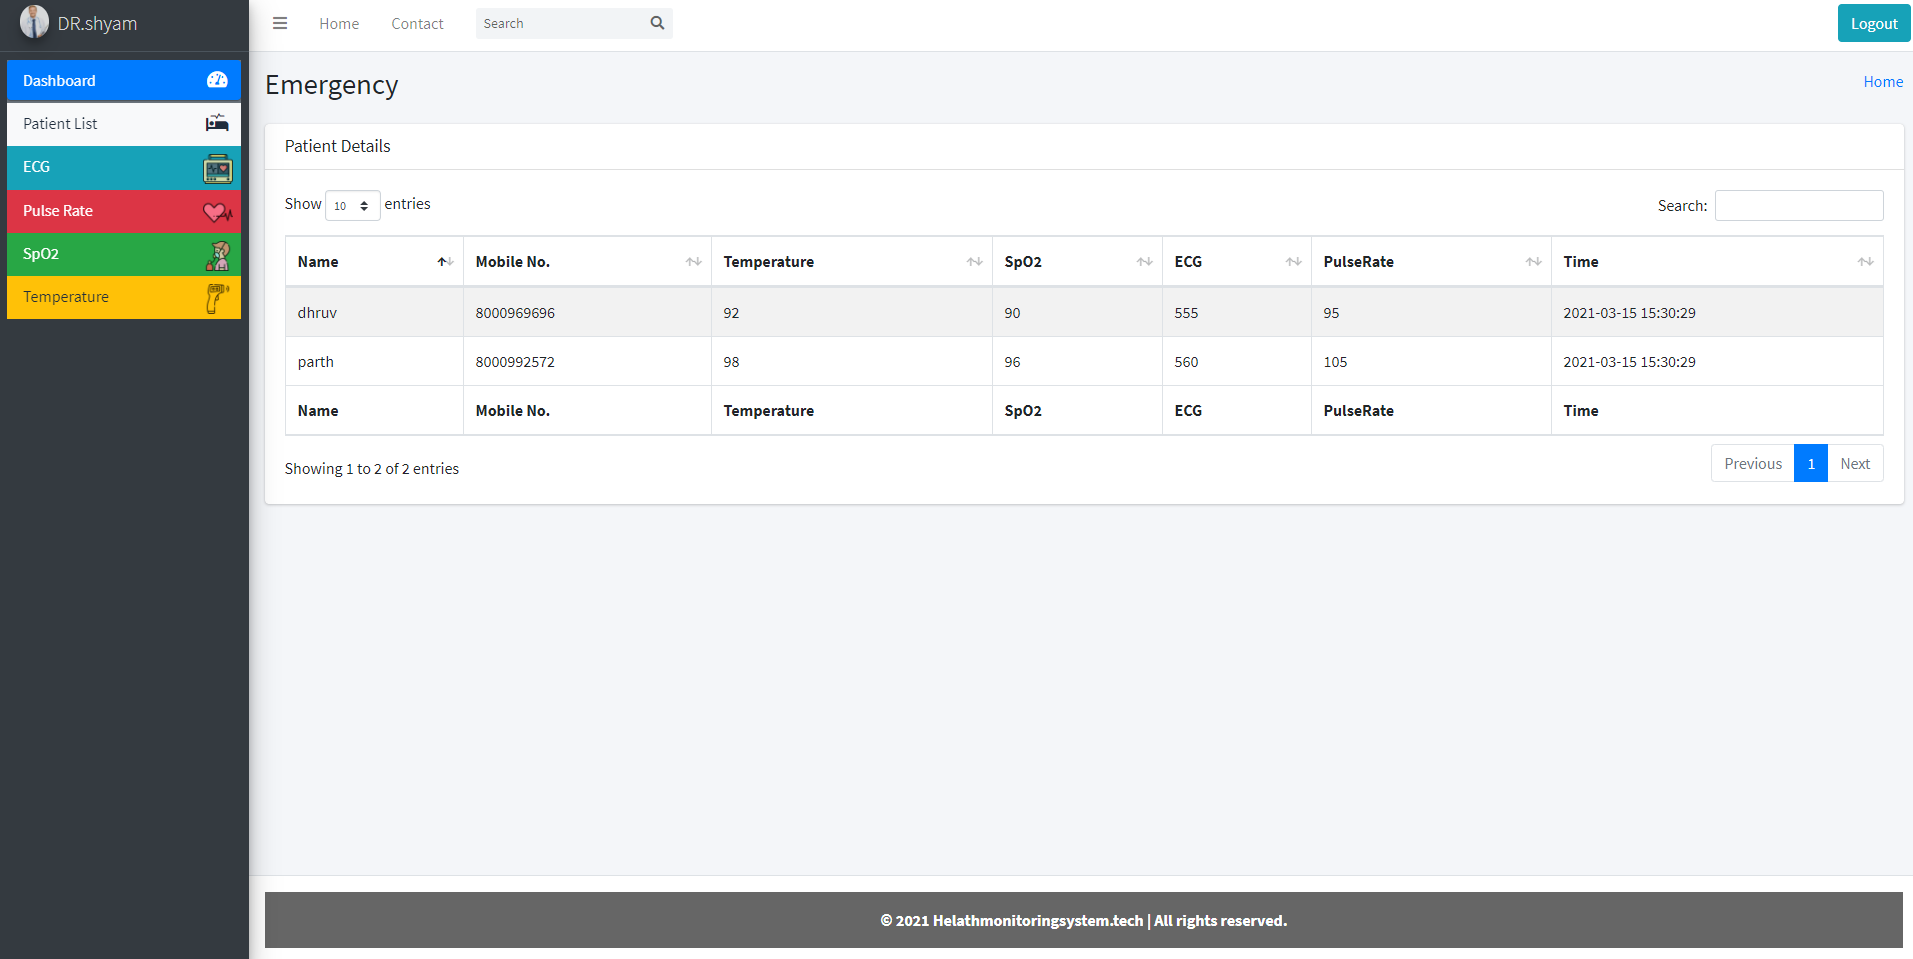 DR.shyam
Home Contact Search Logout
Dashboard
Patient List
ECG
Pulse Rate
SpO2
Temperature
Emergency Home
Patient Details
Show 10 entries Search:
Name Mobile No. Temperature SpO2 ECG PulseRate Time
dhruv 8000969696 92 90 555 95 2021-03-15 15:30:29
parth 8000992572 98 96 560 105 2021-03-15 15:30:29
Name Mobile No. Temperature SpO2 ECG PulseRate Time
Showing 1 to 2 of 2 entries Previous 1 Next
© 2021 Helathmonitoringsystem.tech | All rights reserved.